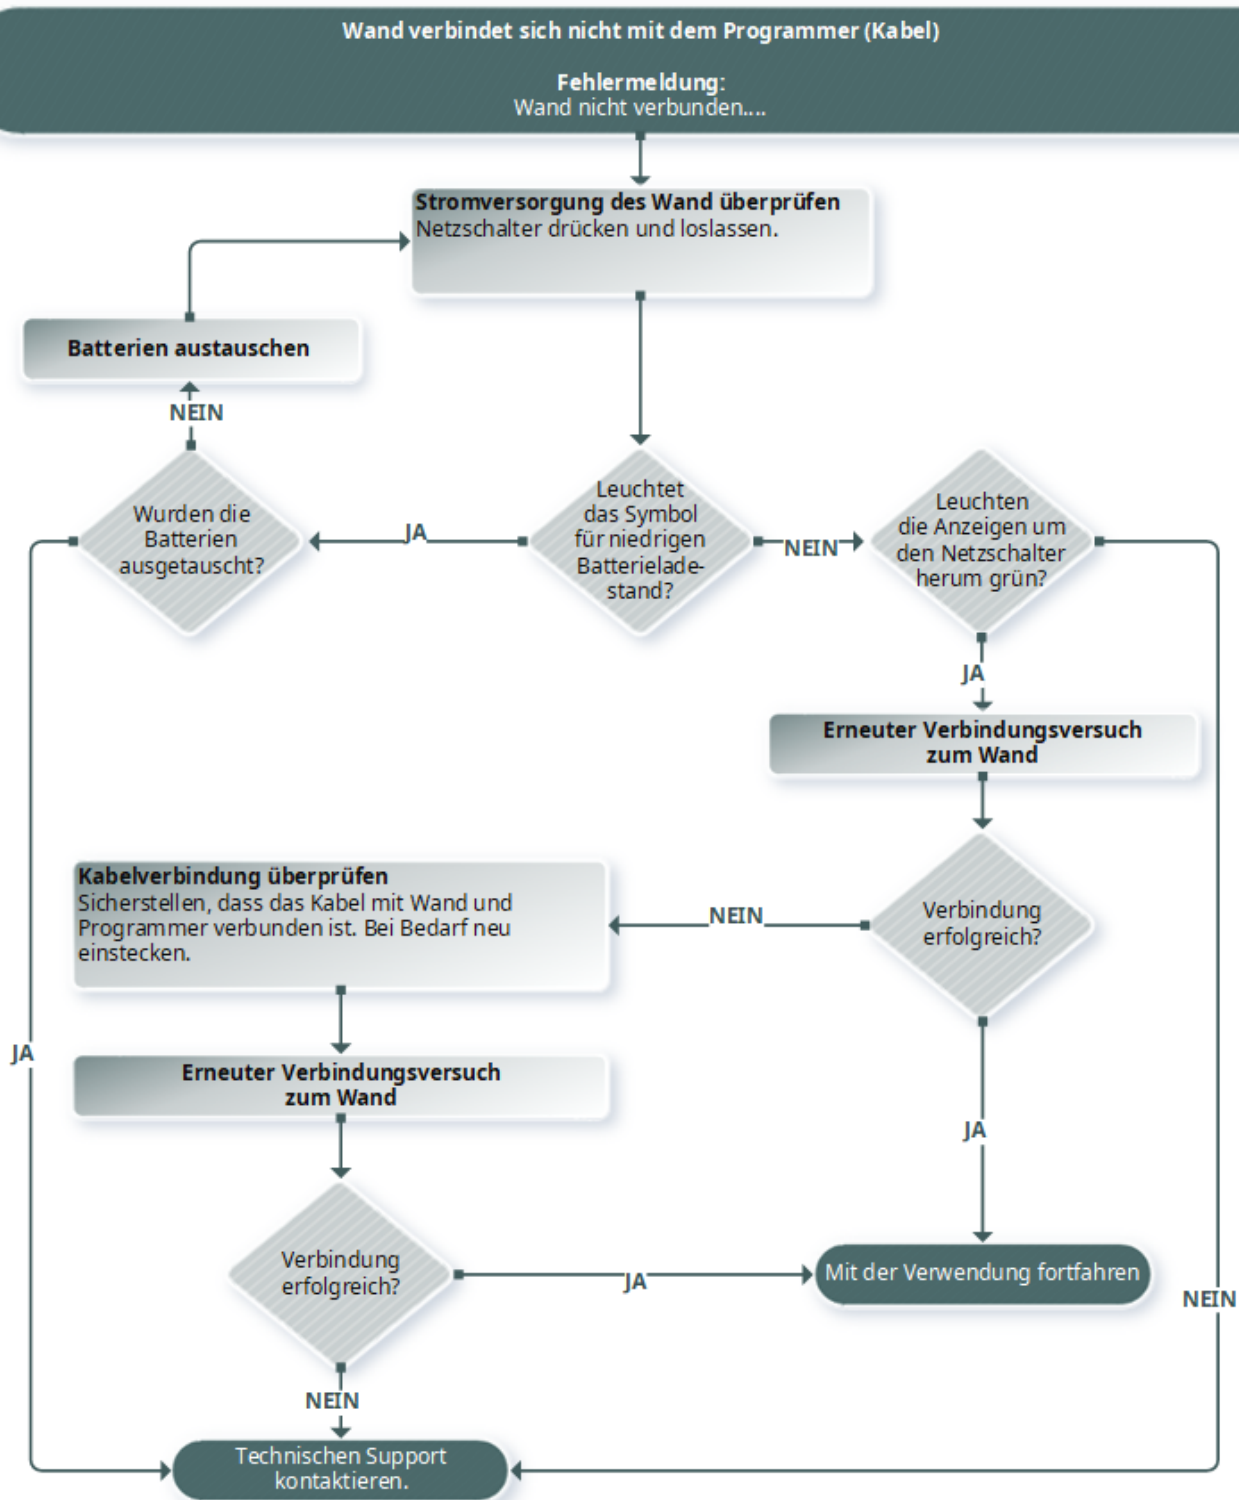 Wand verbindet sich nicht mit dem Programmer (Kabel)
Fehlermeldung:
Wand nicht verbunden....
Stromversorgung des Wand überprüfen
Netzschalter drücken und loslassen.
Batterien austauschen
NEIN
Wurden die
Batterien
ausgetauscht?
JA
Leuchtet
das Symbol
für niedrigen
Batterielade-
stand?
NEIN
Leuchten
die Anzeigen um
den Netzschalter
herum grün?
JA
Erneuter Verbindungsversuch
zum Wand
Kabelverbindung überprüfen
Sicherstellen, dass das Kabel mit Wand und
Programmer verbunden ist. Bei Bedarf neu
einstecken.
NEIN
Verbindung
erfolgreich?
JA
Erneuter Verbindungsversuch
zum Wand
JA
Verbindung
erfolgreich?
JA
Mit der Verwendung fortfahren
NEIN
NEIN
Technischen Support
kontaktieren.